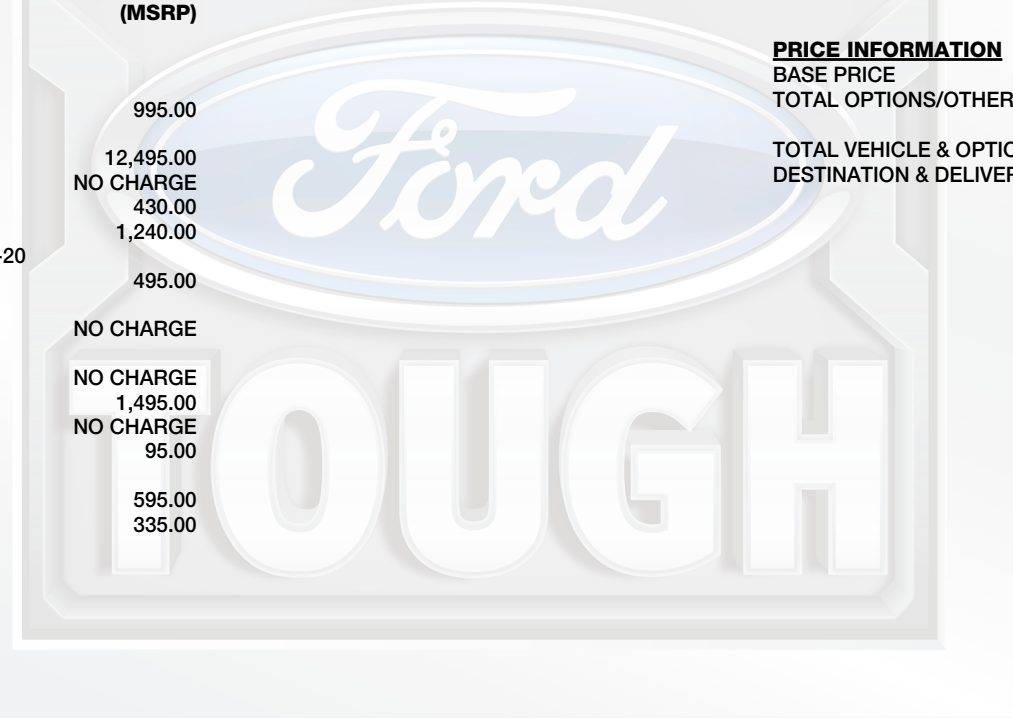 (MSRP)
995.00
12,495.00
NO CHARGE
430.00
1,240.00
-20
495.00
NO CHARGE
NO CHARGE
1,495.00
NO CHARGE
95.00
595.00
335.00
PRICE INFORMATION
BASE PRICE
TOTAL OPTIONS/OTHER
TOTAL VEHICLE & OPTIO
DESTINATION & DELIVER
Ford
TOUGH